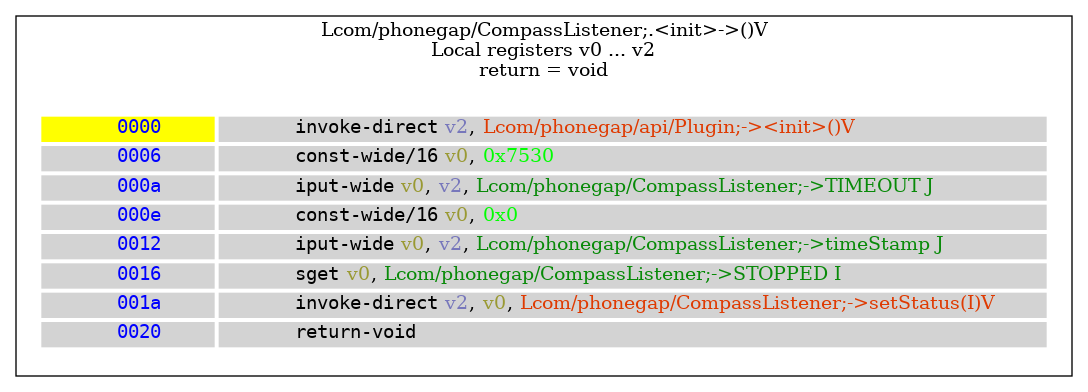 Lcom/phonegap/CompassListener;.<init>->()V
Local registers v0 ... v2
return = void
0000 invoke-direct v2, Lcom/phonegap/api/Plugin;-><init>()V
0006 const-wide/16 v0, 0x7530
000a iput-wide v0, v2, Lcom/phonegap/CompassListener;->TIMEOUT J
000e const-wide/16 v0, 0x0
0012 iput-wide v0, v2, Lcom/phonegap/CompassListener;->timeStamp J
0016 sget v0, Lcom/phonegap/CompassListener;->STOPPED I
001a invoke-direct v2, v0, Lcom/phonegap/CompassListener;->setStatus(I)V
0020 return-void